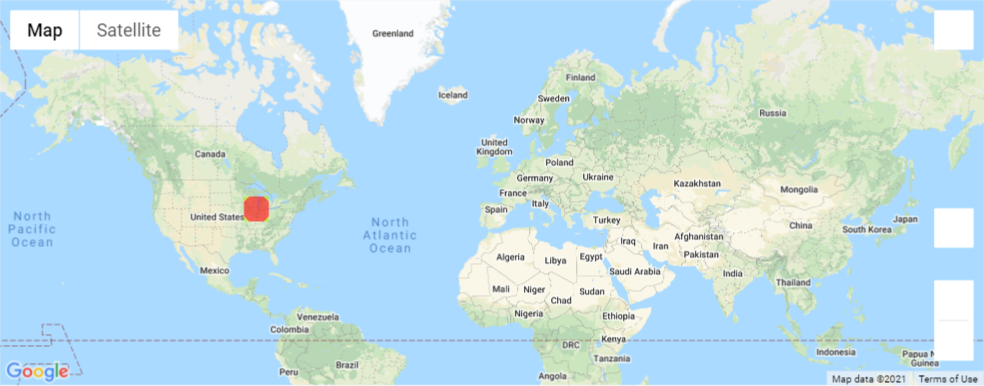 Map
Satellite
Greenland
Iceland
Finland
Sweden
Norway
Russia
United
Kingdom
Canada
Poland
Germany
Ukraine
France
Kazakhstan
Mongolia
Italy
Spain
United States
Turkey
Japan
China
South Korea
North
Pacific
Ocean
North
Atlantic
Ocean
Afghanistan
Iraq
Iran
Pakistan
Algeria
Libya
Egypt
Saudi Arabia
India
Mexico
Thailand
Mali
Niger
Sudan
Chad
Nigeria
Ethiopia
Venezuela
Colombia
Kenya
DRC
Indonesia
Papua N
Guinea
Tanzania
Brazil
Peru
Angola
Google
Map data ©2021
Terms of Use